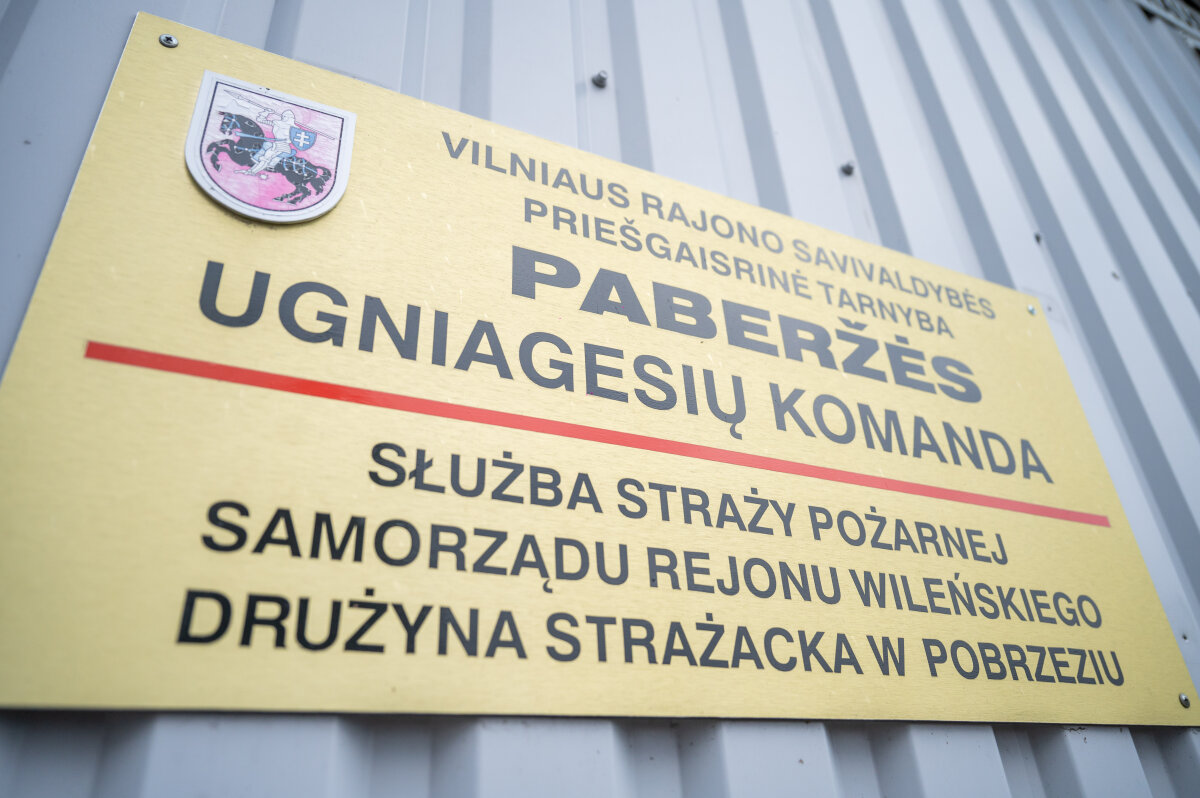 VILNIAUS RAJONO SAVIVALDYBĖS
PRIEŠGAISRINĖ TARNYBA
PABERŽĖS
UGNIAGESIŲ KOMANDA
SŁUŻBA STRAŻY POŻARNEJ
SAMORZĄDU REJONU WILEŃSKIEGO
DRUŻYNA STRAŻACKA W POBRZEZIU